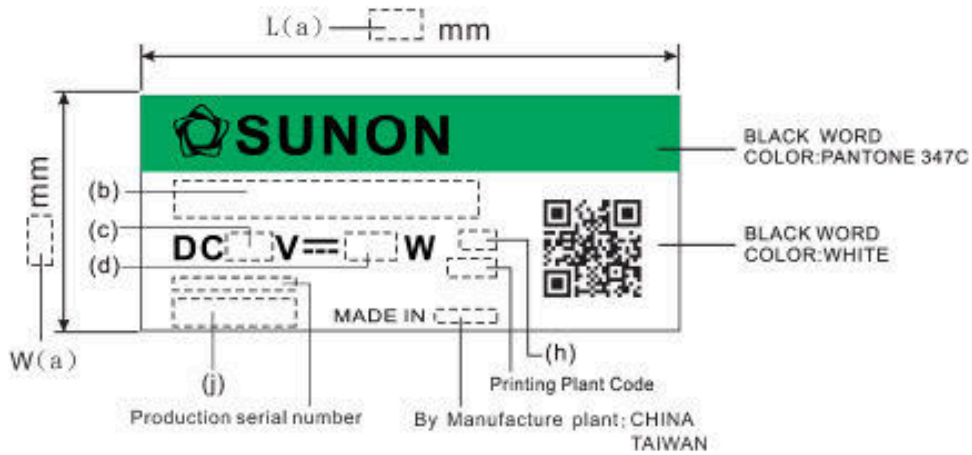 L(a) mm
SUNON
BLACK WORD
COLOR:PANTONE 347C
mm
(b)
(c)
DC V W
(d)
BLACK WORD
COLOR:WHITE
MADE IN
W(a)
(j)
(h)
Printing Plant Code
Production serial number
By Manufacture plant: CHINA
TAIWAN